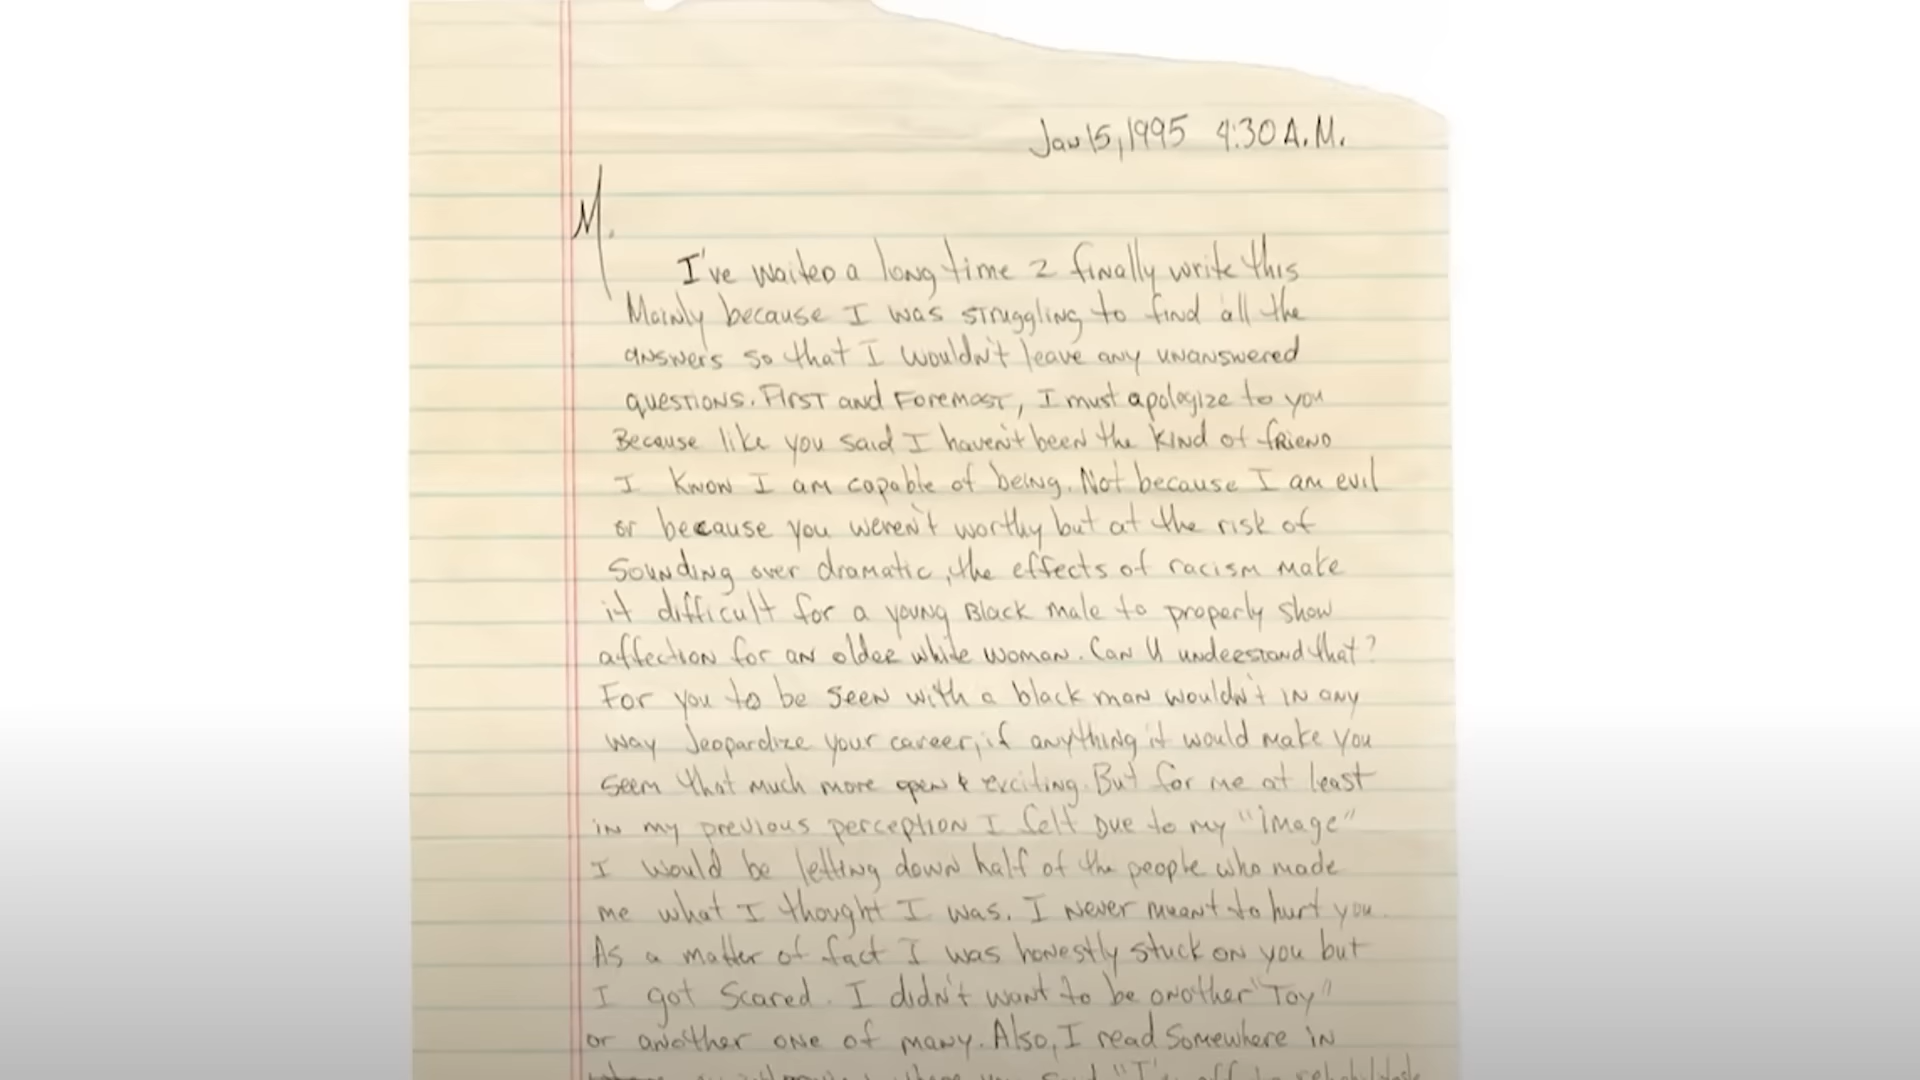 Jan 15, 1995 4:30 A.M.
M.
I've waited a long time 2 finally write this
Mainly because I was struggling to find all the
answers so that I wouldn't leave any unanswered
questions. First and Foremost, I must apologize to you
Because like you said I haven't been the kind of friend
I know I am capable of being. Not because I am evil
or because you weren't worthy but at the risk of
Sounding over dramatic, the effects of racism make
it difficult for a young Black male to properly show
affection for an older white woman. Can U understand that?
For you to be seen with a black man wouldn't in any
way Jeopardize your career, if anything it would make you
seem that much more open & exciting. But for me at least
in my previous perception I felt due to my "image"
I would be letting down half of the people who made
me what I thought I was. I never meant to hurt you.
As a matter of fact I was honestly stuck on you but
I got scared. I didn't want to be another "Toy"
or another one of many. Also, I read somewhere in
said "I'm off to rehabilitate